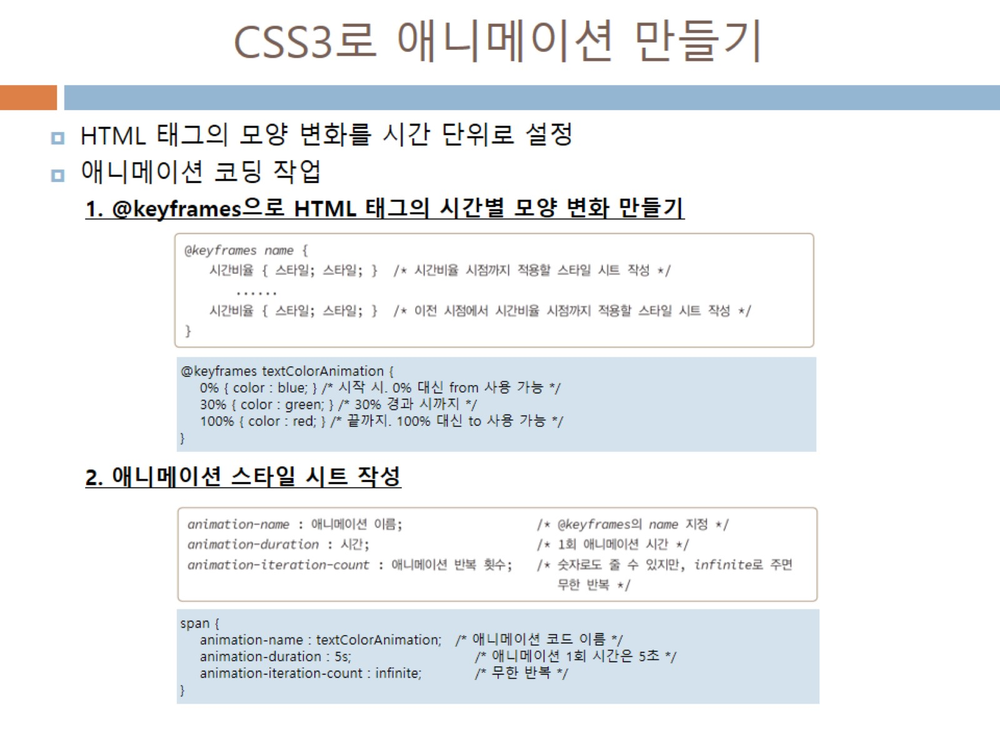 CSS3로 애니메이션 만들기
HTML 태그의 모양 변화를 시간 단위로 설정
애니메이션 코딩 작업
1. @keyframes으로 HTML 태그의 시간별 모양 변화 만들기
@keyframes name {
시간비율 { 스타일; 스타일; } /* 시간비율 시점까지 적용할 스타일 시트 작성 */
......
시간비율 { 스타일; 스타일; } /* 이전 시점에서 시간비율 시점까지 적용할 스타일 시트 작성 */
}
@keyframes textColorAnimation {
0% { color : blue; } /* 시작 시. 0% 대신 from 사용 가능 */
30% { color : green; } /* 30% 경과 시까지 */
100% { color : red; } /* 끝까지. 100% 대신 to 사용 가능 */
}
2. 애니메이션 스타일 시트 작성
animation-name : 애니메이션 이름; /* @keyframes의 name 지정 */
animation-duration : 시간; /* 1회 애니메이션 시간 */
animation-iteration-count : 애니메이션 반복 횟수; /* 숫자로도 줄 수 있지만, infinite로 주면
무한 반복 */
span {
animation-name : textColorAnimation; /* 애니메이션 코드 이름 */
animation-duration : 5s; /* 애니메이션 1회 시간은 5초 */
animation-iteration-count : infinite; /* 무한 반복 */
}